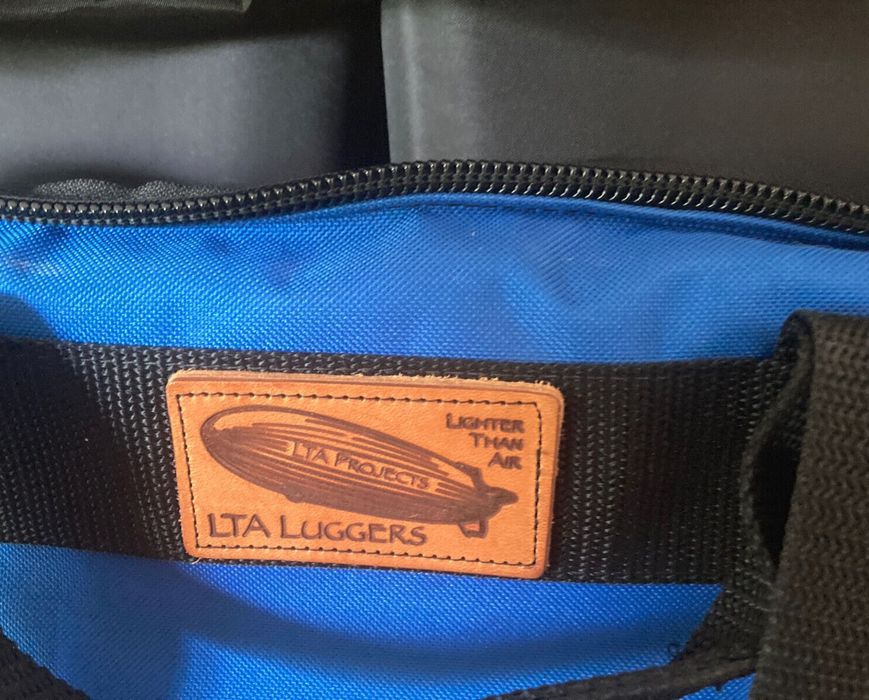 LIGHTER
THAN
AIR
LTA PROJECTS
LTA LUGGERS